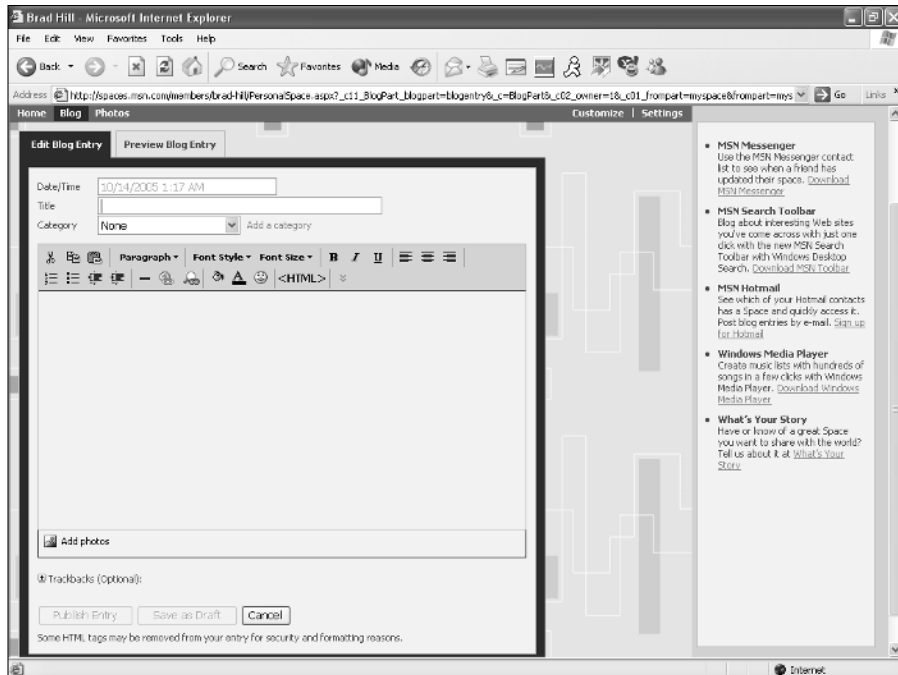 Brad Hill - Microsoft Internet Explorer
File Edit View Favorites Tools Help
Back Search Favorites Media
Address http://spaces.msn.com/members/brad-hill/PersonalSpace.aspx?_c11_BlogPart_blogpart=blogentry&_c=BlogPart&_c02_owner=1&_c01_frompart=myspace&frompart=mys Go Links
Home Blog Photos Customize | Settings
Edit Blog Entry Preview Blog Entry
Date/Time 10/14/2005 1:17 AM
Title
Category None Add a category
Paragraph Font Style Font Size B I U
A <HTML>
Add photos
Trackbacks (Optional):
Publish Entry Save as Draft Cancel
Some HTML tags may be removed from your entry for security and formatting reasons.
MSN Messenger
Use the MSN Messenger contact
list to see when a friend has
updated their space. Download
MSN Messenger
MSN Search Toolbar
Blog about interesting Web sites
you've come across with just one
click with the new MSN Search
Toolbar with Windows Desktop
Search. Download MSN Toolbar
MSN Hotmail
See which of your Hotmail contacts
has a Space and quickly access it.
Post blog entries by e-mail. Sign up
for Hotmail
Windows Media Player
Create music lists with hundreds of
songs in a few clicks with Windows
Media Player. Download Windows
Media Player
What's Your Story
Have or know of a great Space
you want to share with the world?
Tell us about it at What's Your
Story
Internet